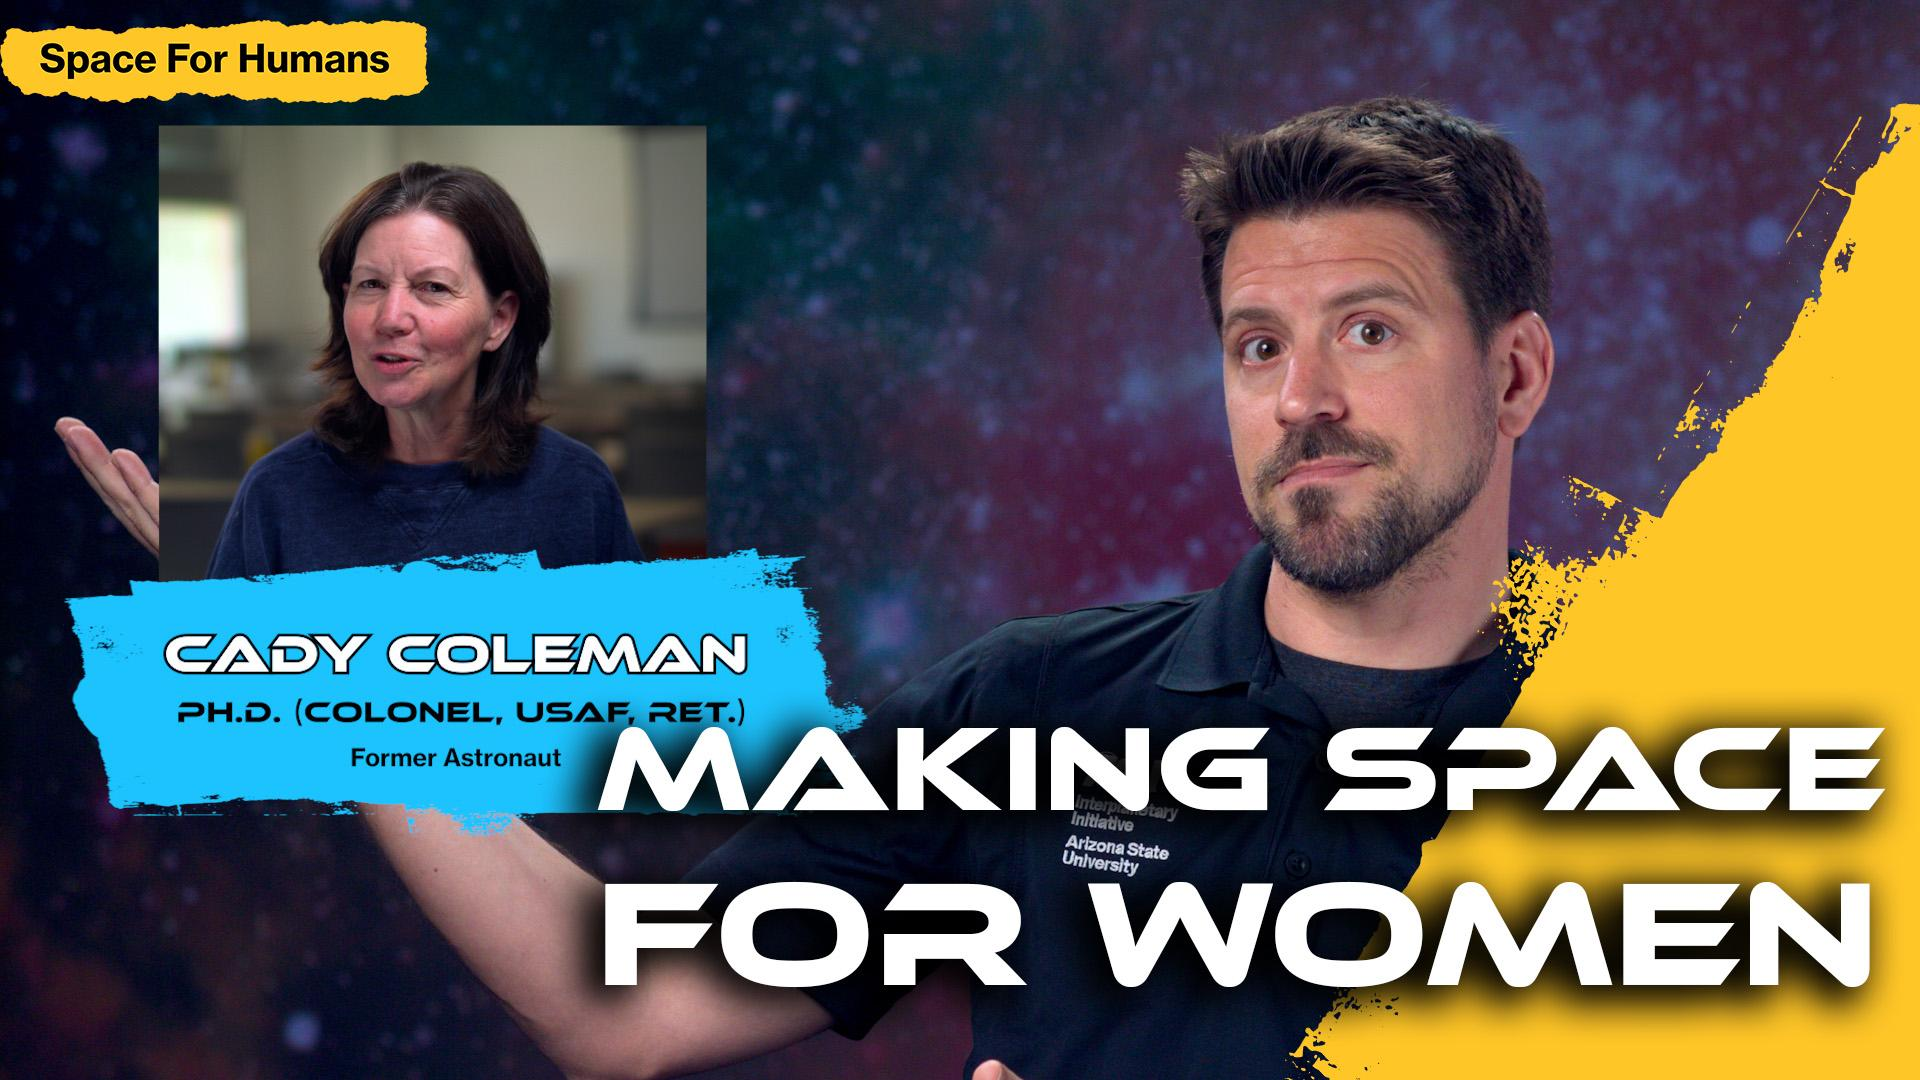 Space For Humans
CADY COLEMAN
PH.D. (COLONEL, USAF, RET.)
Former Astronaut
MAKING SPACE
FOR WOMEN
Interplanetary
Initiative
Arizona State
University